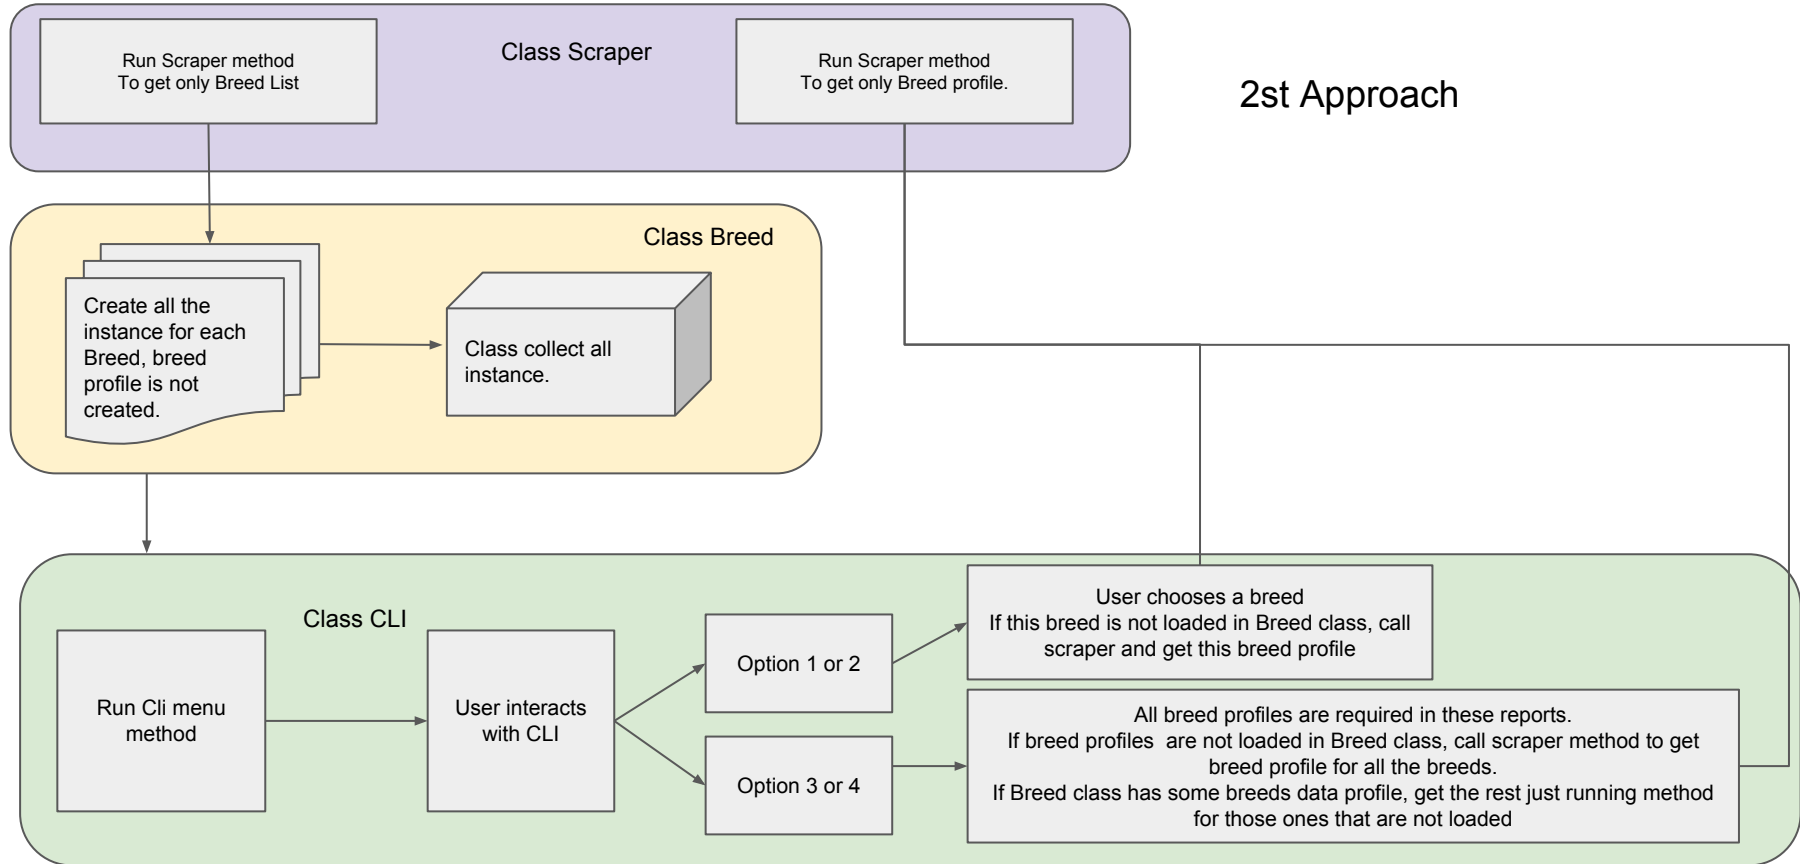 Run Scraper method
To get only Breed List
Class Scraper
Run Scraper method
To get only Breed profile.
2st Approach
Class Breed
Create all the
instance for each
Breed, breed
profile is not
created.
Class collect all
instance.
Class CLI
Run Cli menu
method
User interacts
with CLI
Option 1 or 2
User chooses a breed
If this breed is not loaded in Breed class, call
scraper and get this breed profile
Option 3 or 4
All breed profiles are required in these reports.
If breed profiles  are not loaded in Breed class, call scraper method to get
breed profile for all the breeds.
If Breed class has some breeds data profile, get the rest just running method
for those ones that are not loaded